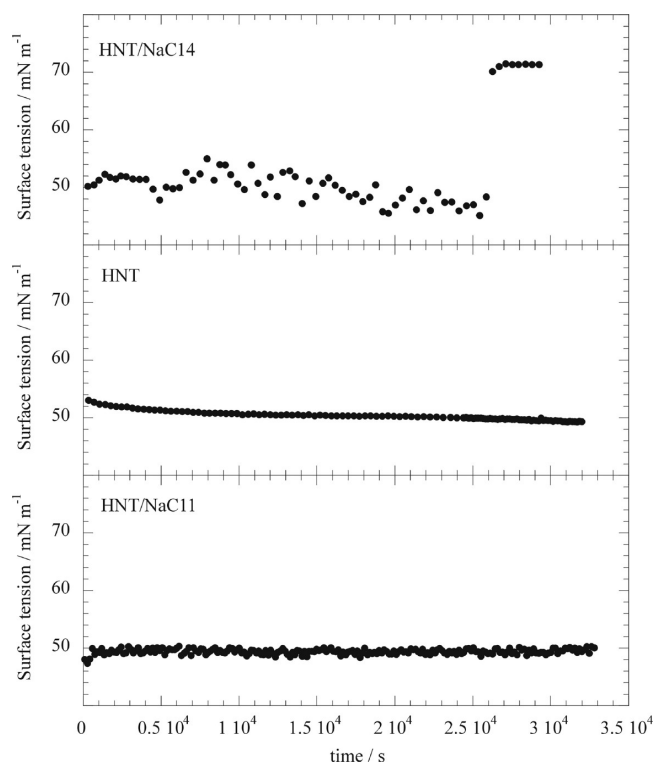 HNT/NaC14
Surface tension / mN m⁻¹
70
60
50
HNT
Surface tension / mN m⁻¹
70
60
50
HNT/NaC11
Surface tension / mN m⁻¹
70
60
50
0 0.5 10⁴ 1 10⁴ 1.5 10⁴ 2 10⁴ 2.5 10⁴ 3 10⁴ 3.5 10⁴
time / s